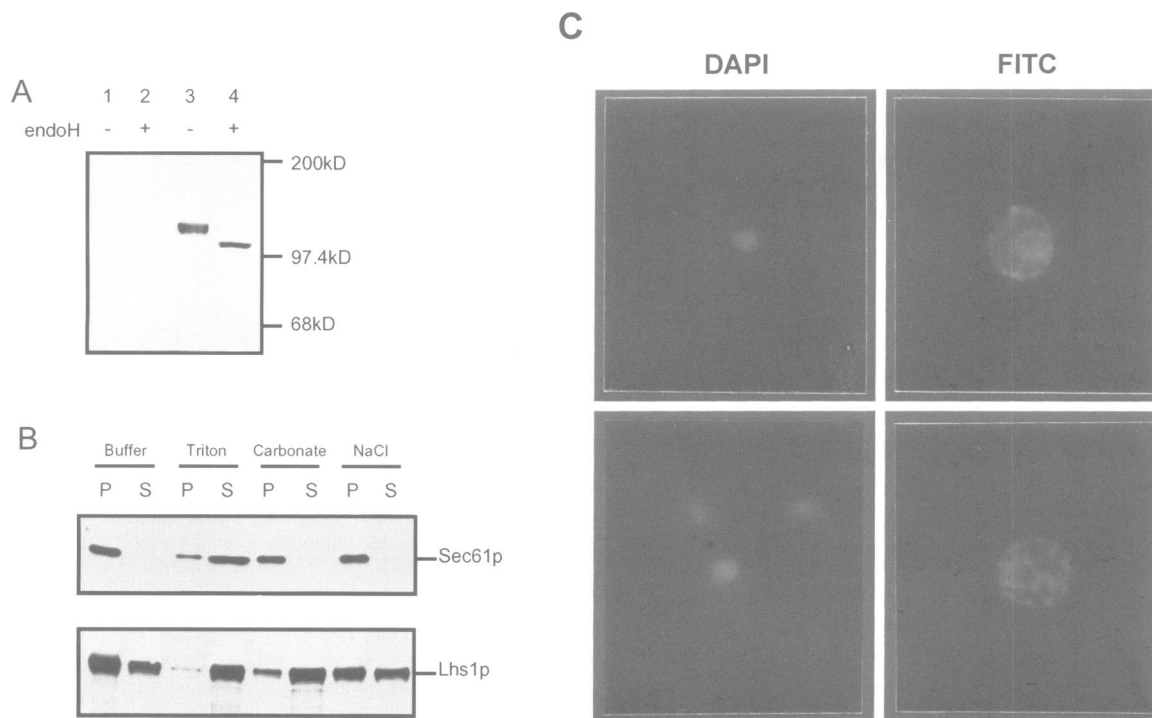 A
1 2 3 4
endoH - + - +
200kD
97.4kD
68kD
B
Buffer Triton Carbonate NaCl
P S P S P S P S
Sec61p
Lhs1p
C
DAPI FITC